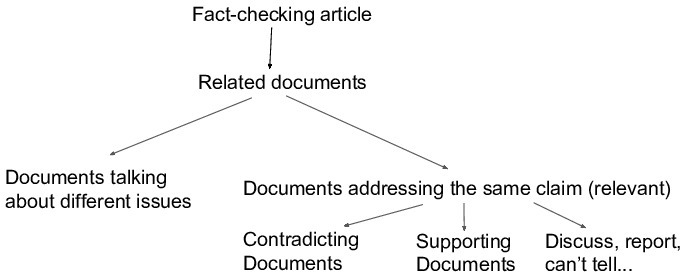 Fact-checking article
Related documents
Documents talking
about different issues
Documents addressing the same claim (relevant)
Contradicting
Documents
Supporting
Documents
Discuss, report,
can't tell...